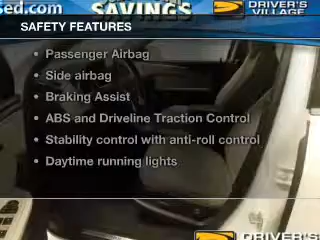 sed.com
SAVINGS
DRIVER'S
VILLAGE
SAFETY FEATURES
• Passenger Airbag
• Side airbag
• Braking Assist
• ABS and Driveline Traction Control
• Stability control with anti-roll control
• Daytime running lights
DRIVER'S